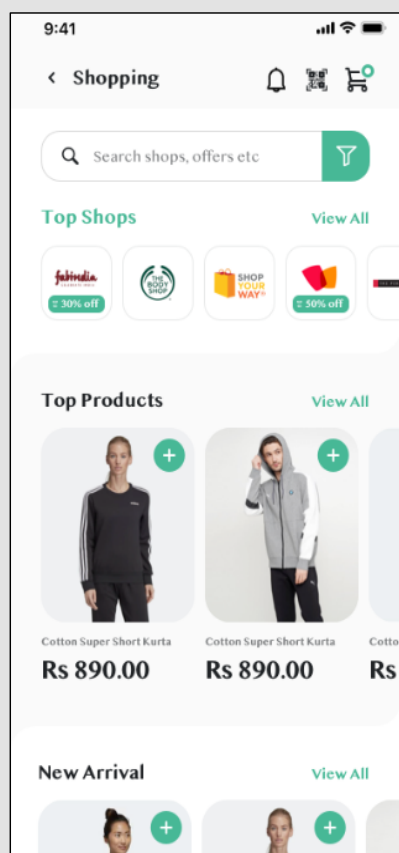 9:41
Shopping
Search shops, offers etc
Top Shops
View All
fabindia
30% off
THE
BODY
SHOP
SHOP
YOUR
WAY
50% off
Top Products
View All
Cotton Super Short Kurta
Cotton Super Short Kurta
Cotto
Rs 890.00
Rs 890.00
Rs
New Arrival
View All